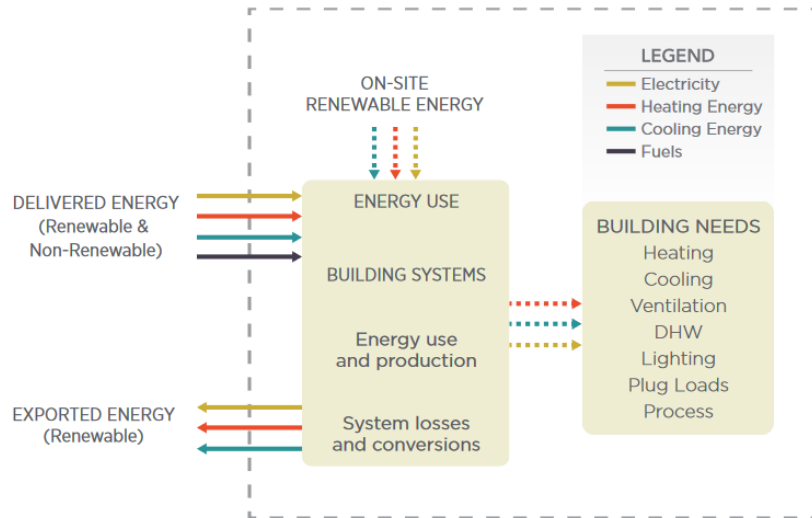 LEGEND
Electricity
Heating Energy
Cooling Energy
Fuels
ON-SITE
RENEWABLE ENERGY
DELIVERED ENERGY
(Renewable &
Non-Renewable)
ENERGY USE
BUILDING SYSTEMS
Energy use
and production
System losses
and conversions
EXPORTED ENERGY
(Renewable)
BUILDING NEEDS
Heating
Cooling
Ventilation
DHW
Lighting
Plug Loads
Process